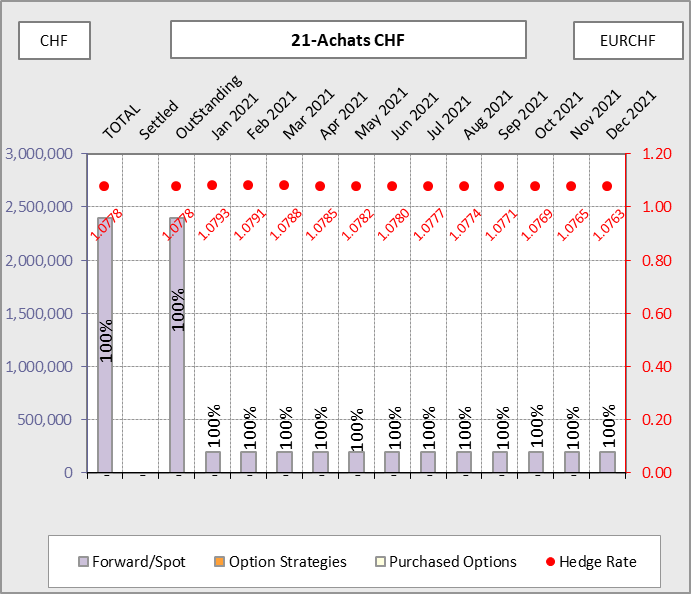 CHF
21-Achats CHF
EURCHF
TOTAL
Settled
OutStanding
Jan 2021
Feb 2021
Mar 2021
Apr 2021
May 2021
Jun 2021
Jul 2021
Aug 2021
Sep 2021
Oct 2021
Nov 2021
Dec 2021
3,000,000
2,500,000
2,000,000
1,500,000
1,000,000
500,000
0
1.20
1.00
0.80
0.60
0.40
0.20
0.00
1.0778
1.0778
1.0793
1.0791
1.0788
1.0785
1.0782
1.0780
1.0777
1.0774
1.0771
1.0769
1.0765
1.0763
100%
100%
100%
100%
100%
100%
100%
100%
100%
100%
100%
100%
100%
100%
Forward/Spot
Option Strategies
Purchased Options
Hedge Rate